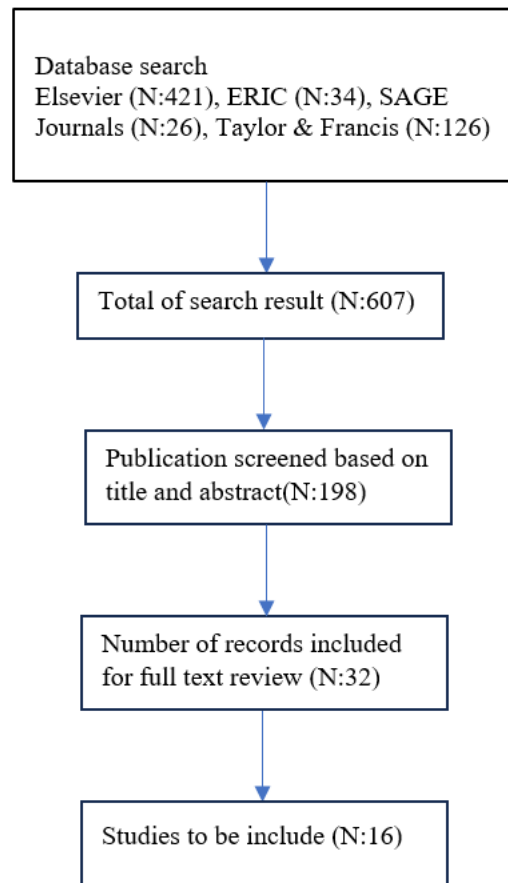 Database search
Elsevier (N:421), ERIC (N:34), SAGE
Journals (N:26), Taylor & Francis (N:126)
Total of search result (N:607)
Publication screened based on
title and abstract(N:198)
Number of records included
for full text review (N:32)
Studies to be include (N:16)